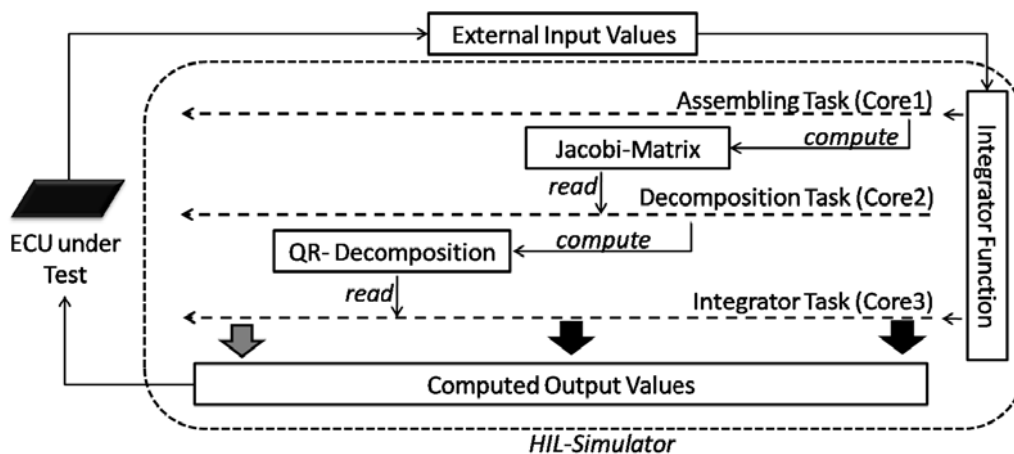 External Input Values
Assembling Task (Core1)
compute
Jacobi-Matrix
read
Decomposition Task (Core2)
compute
QR- Decomposition
read
Integrator Task (Core3)
Integrator Function
ECU under
Test
Computed Output Values
HIL-Simulator